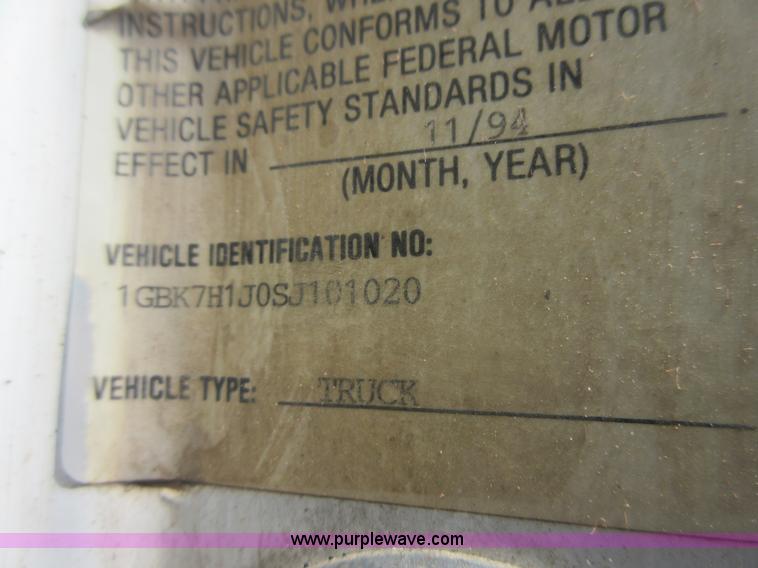 INSTRUCTIONS,
THIS VEHICLE CONFORMS TO
OTHER APPLICABLE FEDERAL MOTOR
VEHICLE SAFETY STANDARDS IN
EFFECT IN 11/94
(MONTH, YEAR)
VEHICLE IDENTIFICATION NO:
1GBK7H1J0SJ101020
VEHICLE TYPE: TRUCK
www.purplewave.com